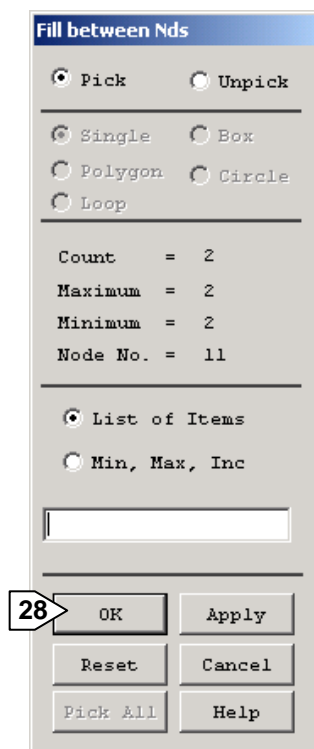 Fill between Nds
Pick Unpick
Single Box
Polygon Circle
Loop
Count = 2
Maximum = 2
Minimum = 2
Node No. = 11
List of Items
Min, Max, Inc
28 OK Apply
Reset Cancel
Pick All Help